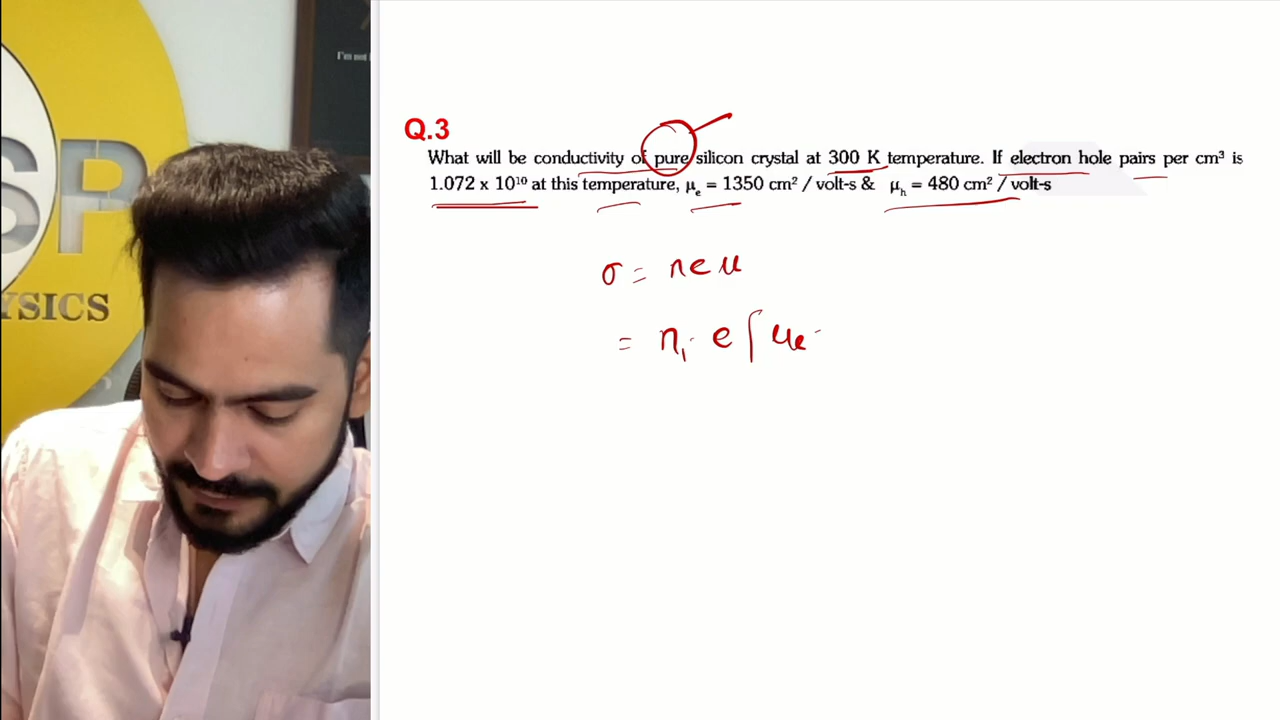 I'm not
SP
YSICS
Q.3
What will be conductivity of pure silicon crystal at 300 K temperature. If electron hole pairs per cm³ is
1.072 x 10¹⁰ at this temperature, μₑ = 1350 cm² / volt-s & μₕ = 480 cm² / volt-s
σ = neμ
= nᵢ e [ μₑ